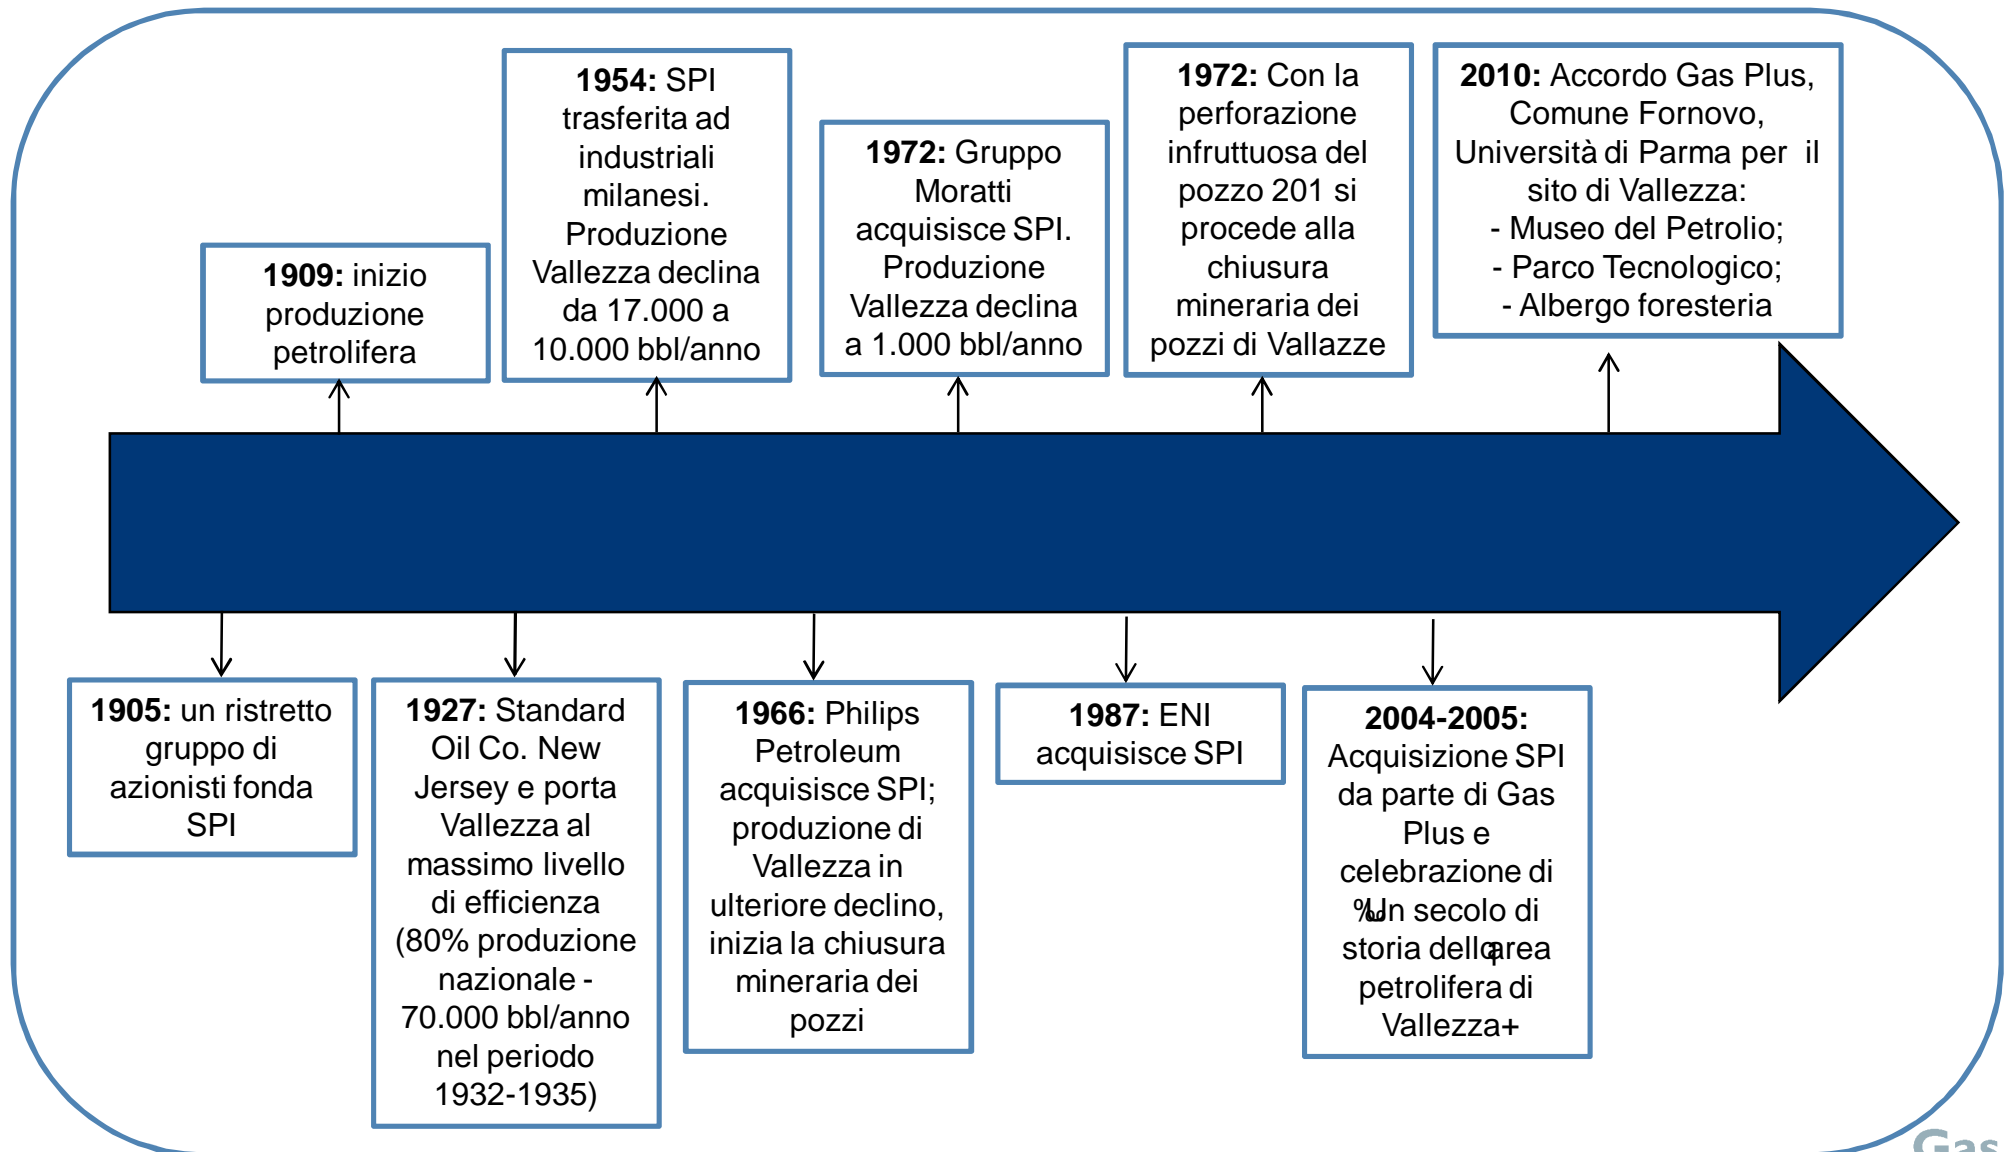 1954: SPI
trasferita ad
industriali
milanesi.
Produzione
Vallezza declina
da 17.000 a
10.000 bbl/anno
1972: Con la
perforazione
infruttuosa del
pozzo 201 si
procede alla
chiusura
mineraria dei
pozzi di Vallazze
2010: Accordo Gas Plus,
Comune Fornovo,
Università di Parma per il
sito di Vallezza:
- Museo del Petrolio;
- Parco Tecnologico;
- Albergo foresteria
1972: Gruppo
Moratti
acquisisce SPI.
Produzione
Vallezza declina
a 1.000 bbl/anno
1909: inizio
produzione
petrolifera
1905: un ristretto
gruppo di
azionisti fonda
SPI
1927: Standard
Oil Co. New
Jersey e porta
Vallezza al
massimo livello
di efficienza
(80% produzione
nazionale -
70.000 bbl/anno
nel periodo
1932-1935)
1966: Philips
Petroleum
acquisisce SPI;
produzione di
Vallezza in
ulteriore declino,
inizia la chiusura
mineraria dei
pozzi
1987: ENI
acquisisce SPI
2004-2005:
Acquisizione SPI
da parte di Gas
Plus e
celebrazione di
‰Un secolo di
storia dellqarea
petrolifera di
Vallezza+
Gas